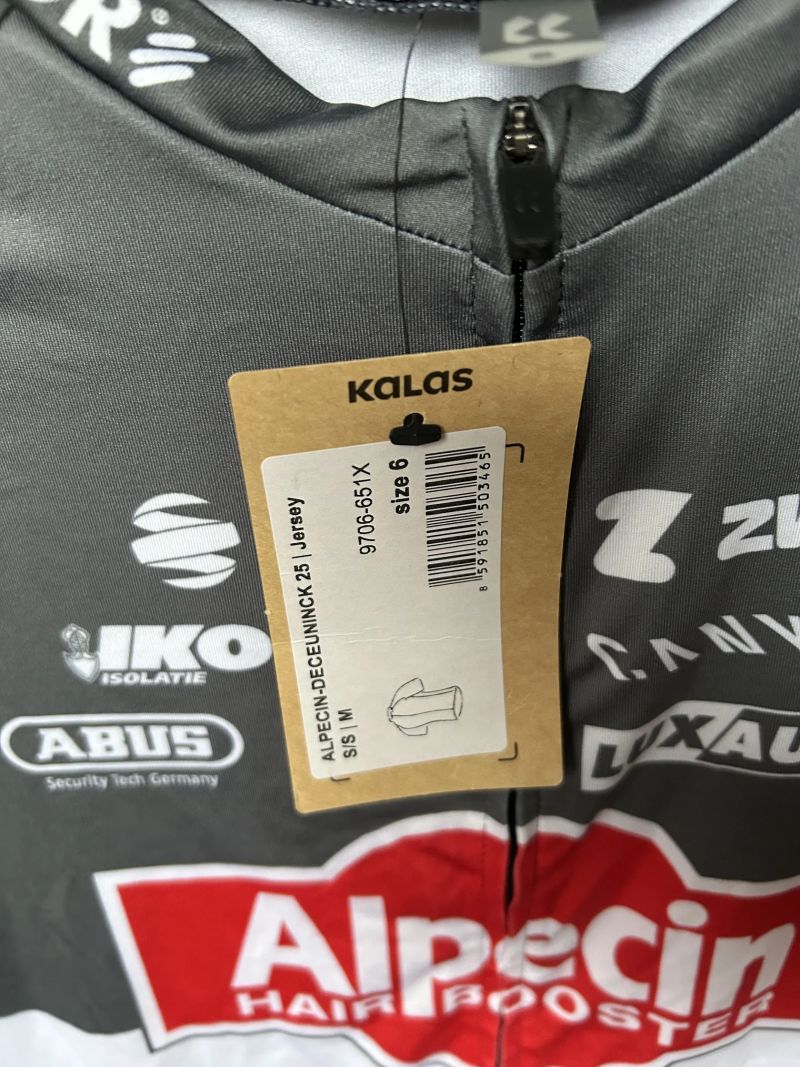 KALAS
ALPECIN-DECEUNINCK 25 | Jersey
S/S | M
9706-651X
size 6
8 591851 503465
IKO
ISOLATIE
ABUS
Security Tech Germany
Alpecin
HAIR BOOSTER